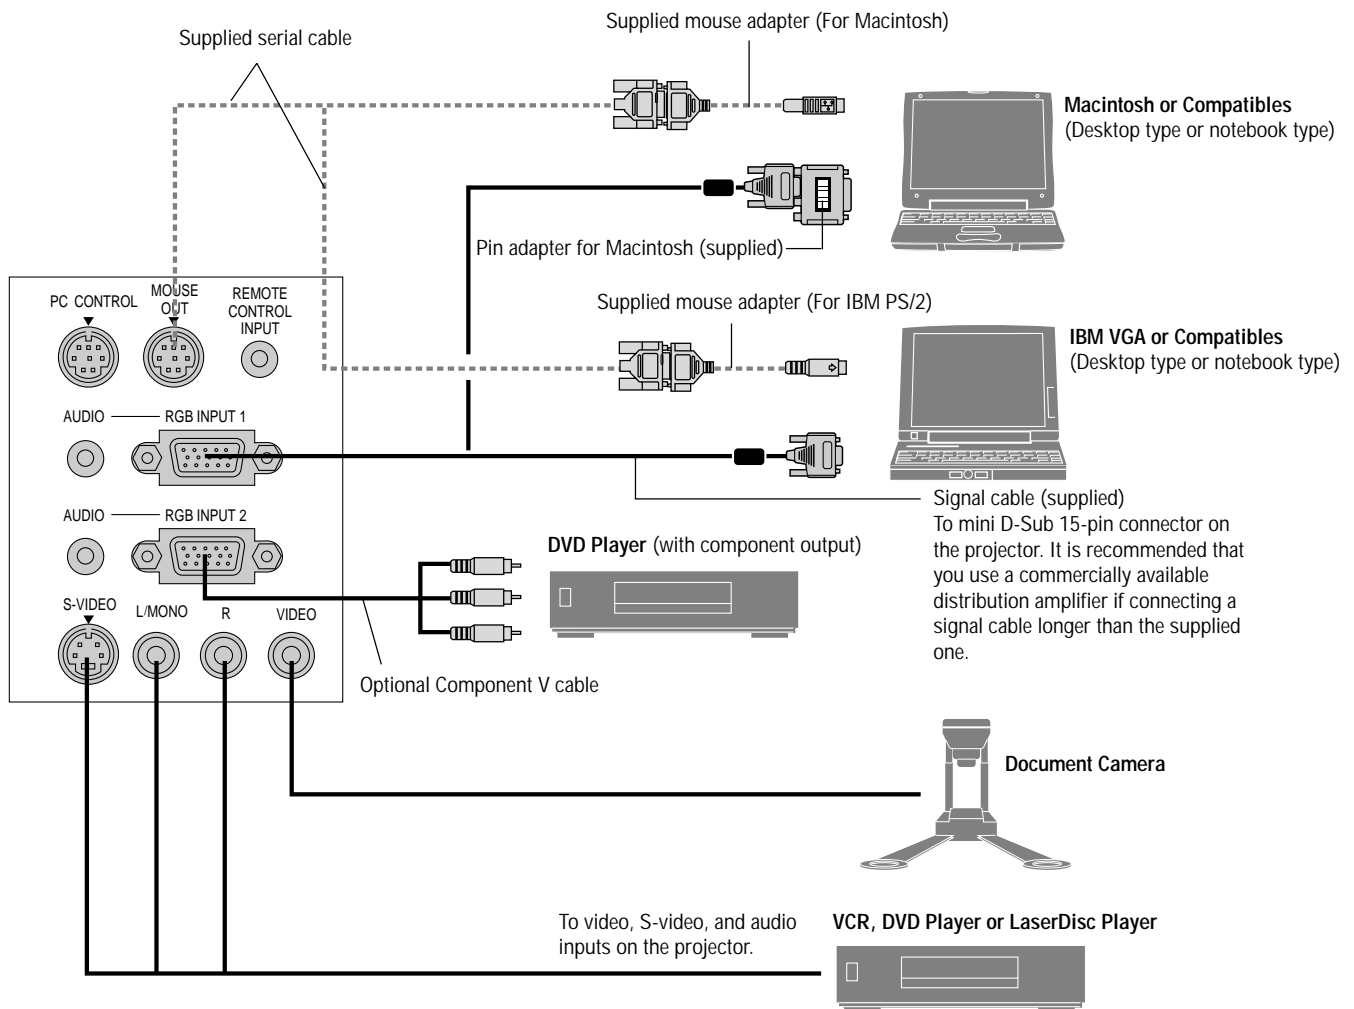 Supplied mouse adapter (For Macintosh)
Supplied serial cable
Macintosh or Compatibles
(Desktop type or notebook type)
Pin adapter for Macintosh (supplied)
PC CONTROL
MOUSE
OUT
REMOTE
CONTROL
INPUT
Supplied mouse adapter (For IBM PS/2)
IBM VGA or Compatibles
(Desktop type or notebook type)
AUDIO
RGB INPUT 1
Signal cable (supplied)
To mini D-Sub 15-pin connector on
the projector. It is recommended that
you use a commercially available
distribution amplifier if connecting a
signal cable longer than the supplied
one.
AUDIO
RGB INPUT 2
DVD Player (with component output)
S-VIDEO
L/MONO
R
VIDEO
Optional Component V cable
Document Camera
To video, S-video, and audio
inputs on the projector.
VCR, DVD Player or LaserDisc Player